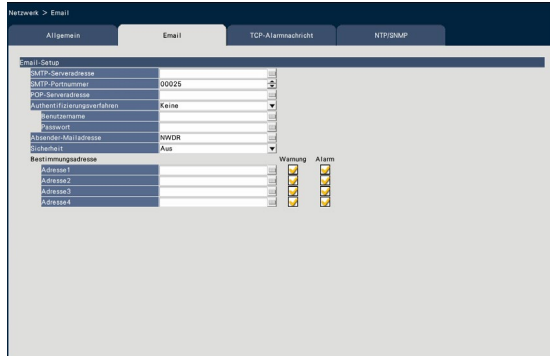 Netzwerk > Email
Allgemein Email TCP-Alarmnachricht NTP/SNMP
Email-Setup
SMTP-Serveradresse
SMTP-Portnummer 00025
POP-Serveradresse
Authentifizierungsverfahren Keine
Benutzername
Passwort
Absender-Mailadresse NWDR
Sicherheit Aus
Bestimmungsadresse Warnung Alarm
Adresse1
Adresse2
Adresse3
Adresse4